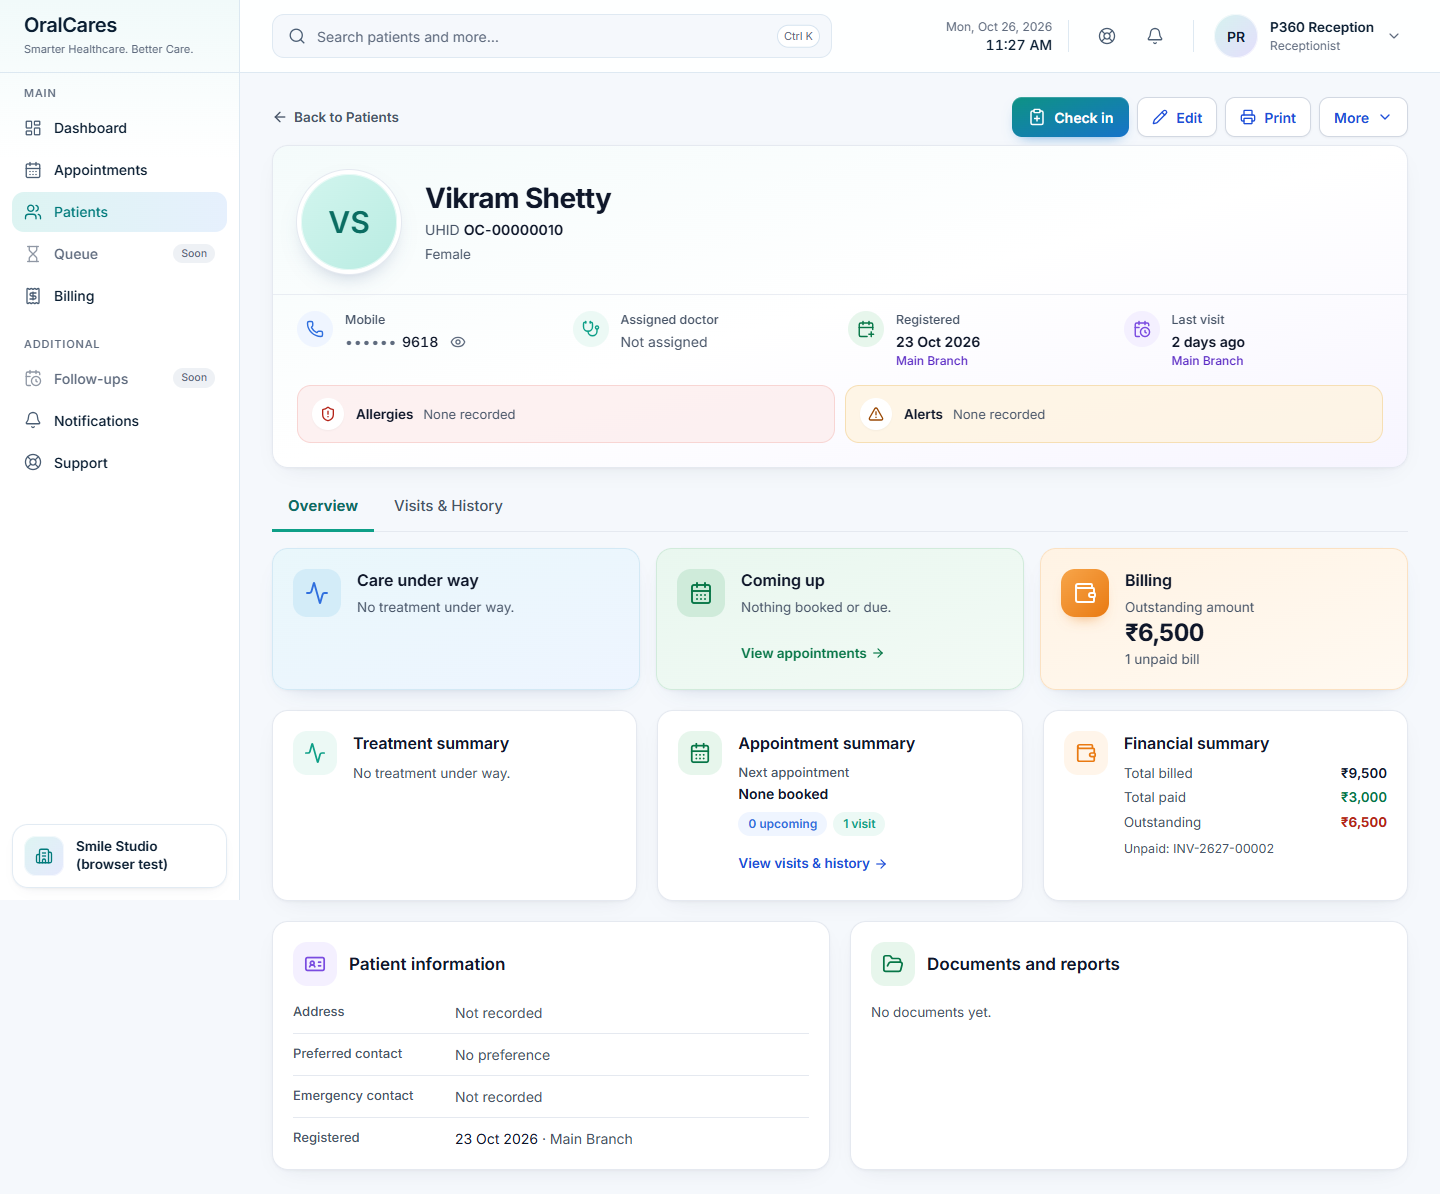 OralCares
Smarter Healthcare. Better Care.
Search patients and more...
Ctrl K
Mon, Oct 26, 2026
11:27 AM
PR
P360 Reception
Receptionist
MAIN
Dashboard
Appointments
Patients
Queue
Soon
Billing
ADDITIONAL
Follow-ups
Soon
Notifications
Support
Smile Studio
(browser test)
Back to Patients
Check in
Edit
Print
More
VS
Vikram Shetty
UHID OC-00000010
Female
Mobile
•••••• 9618
Assigned doctor
Not assigned
Registered
23 Oct 2026
Main Branch
Last visit
2 days ago
Main Branch
Allergies None recorded
Alerts None recorded
Overview
Visits & History
Care under way
No treatment under way.
Coming up
Nothing booked or due.
View appointments →
Billing
Outstanding amount
₹6,500
1 unpaid bill
Treatment summary
No treatment under way.
Appointment summary
Next appointment
None booked
0 upcoming
1 visit
View visits & history →
Financial summary
Total billed ₹9,500
Total paid ₹3,000
Outstanding ₹6,500
Unpaid: INV-2627-00002
Patient information
Address Not recorded
Preferred contact No preference
Emergency contact Not recorded
Registered 23 Oct 2026 · Main Branch
Documents and reports
No documents yet.